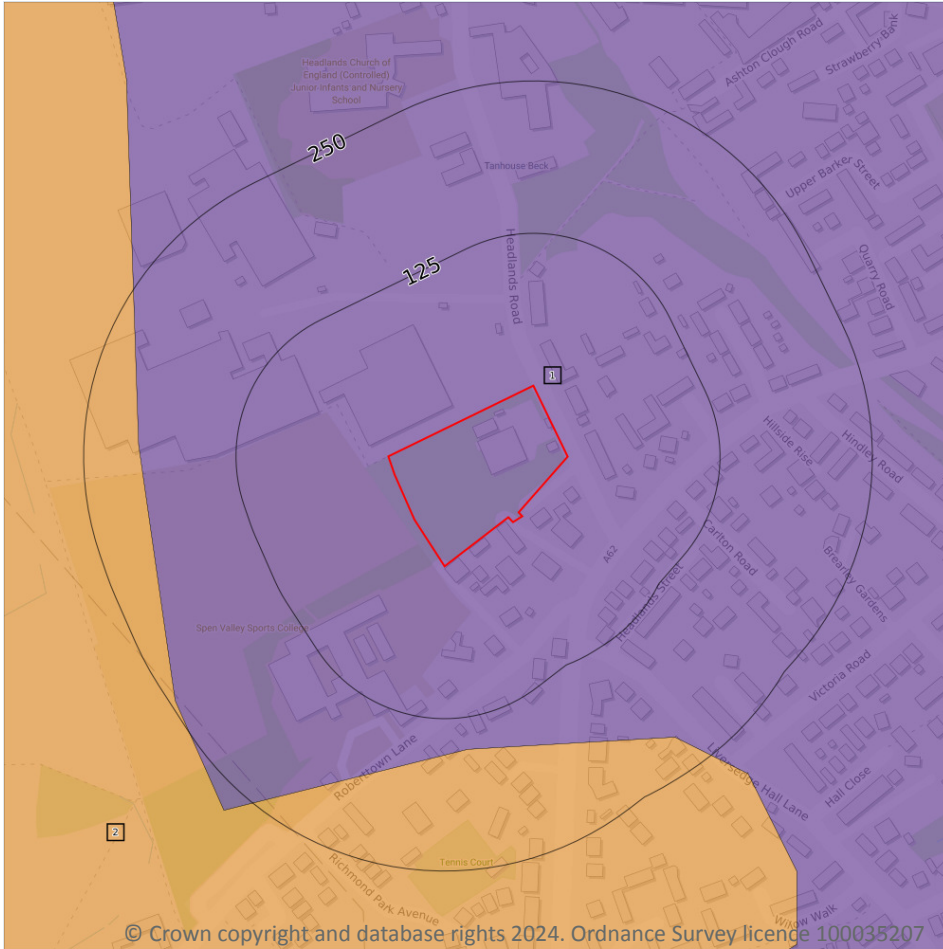 Ashton Clough Road
Strawberry Bank
Headlands Church of
England (Controlled)
Junior Infants and Nursery
School
250
Tanhouse Beck
Upper Barker Street
Headlands Road
125
Quarry Road
1
Hillside Rise
Hindley Road
A62
Carlton Road
Brearley Gardens
Headlands Street
Spen Valley Sports College
Victoria Road
Roberttown Lane
Liversedge Hall Lane
Hall Close
2
Tennis Court
Richmond Park Avenue
Willow Walk
© Crown copyright and database rights 2024. Ordnance Survey licence 100035207